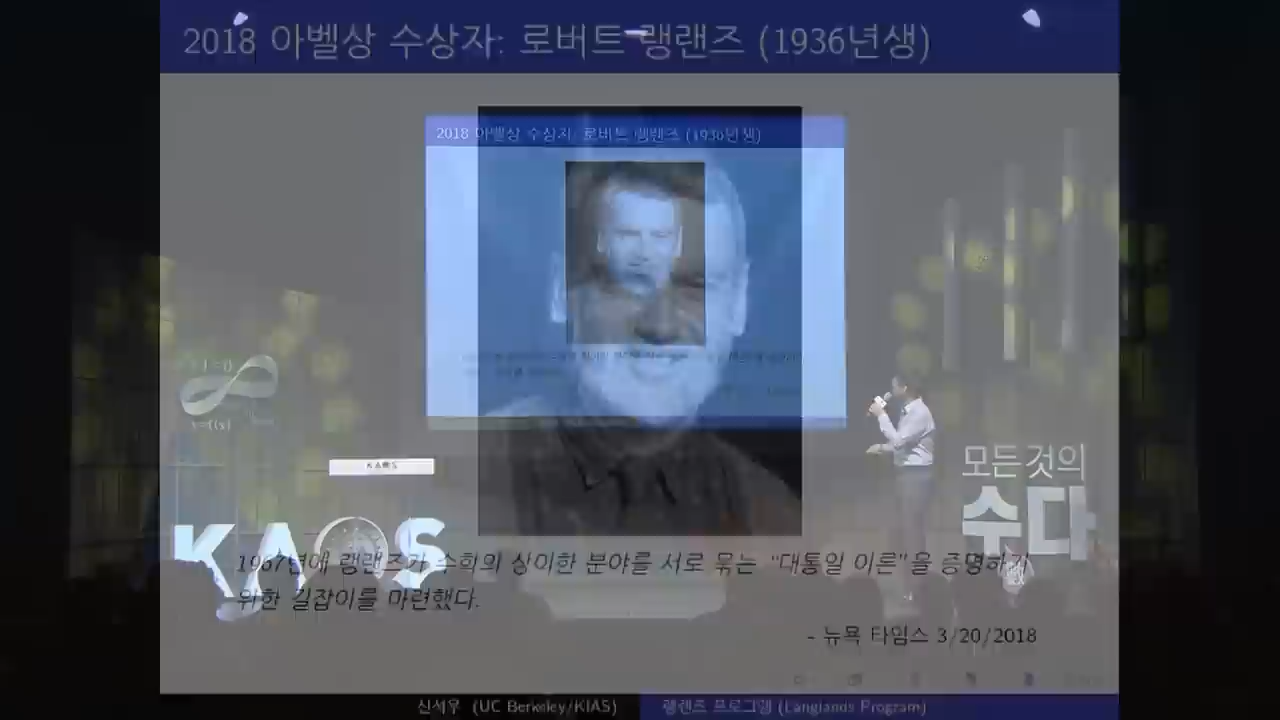 2018 아벨상 수상자: 로버트 랭랜즈 (1936년생)
2018 아벨상 수상자: 로버트 랭랜즈 (1936년생)
KAOS
모든 것의
수다
KAOS
1967년에 랭랜즈가 수학의 상이한 분야를 서로 묶는 “대통일 이론”을 증명하기
위한 길잡이를 마련했다.
- 뉴욕 타임스 3/20/2018
신석우 (UC Berkeley/KIAS)
랭랜즈 프로그램 (Langlands Program)